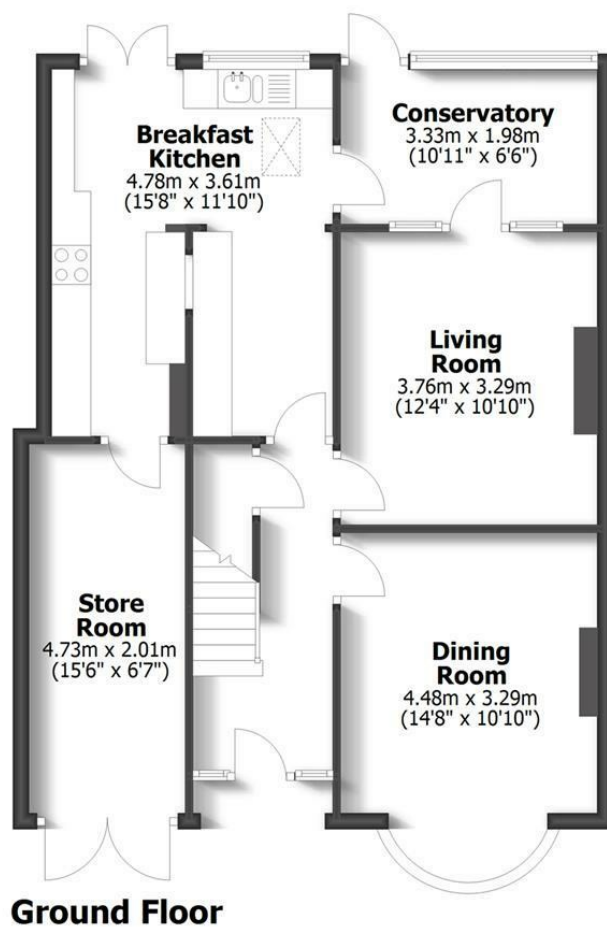 Conservatory
3.33m x 1.98m
(10'11" x 6'6")
Breakfast
Kitchen
4.78m x 3.61m
(15'8" x 11'10")
Living
Room
3.76m x 3.29m
(12'4" x 10'10")
Store
Room
4.73m x 2.01m
(15'6" x 6'7")
Dining
Room
4.48m x 3.29m
(14'8" x 10'10")
Ground Floor